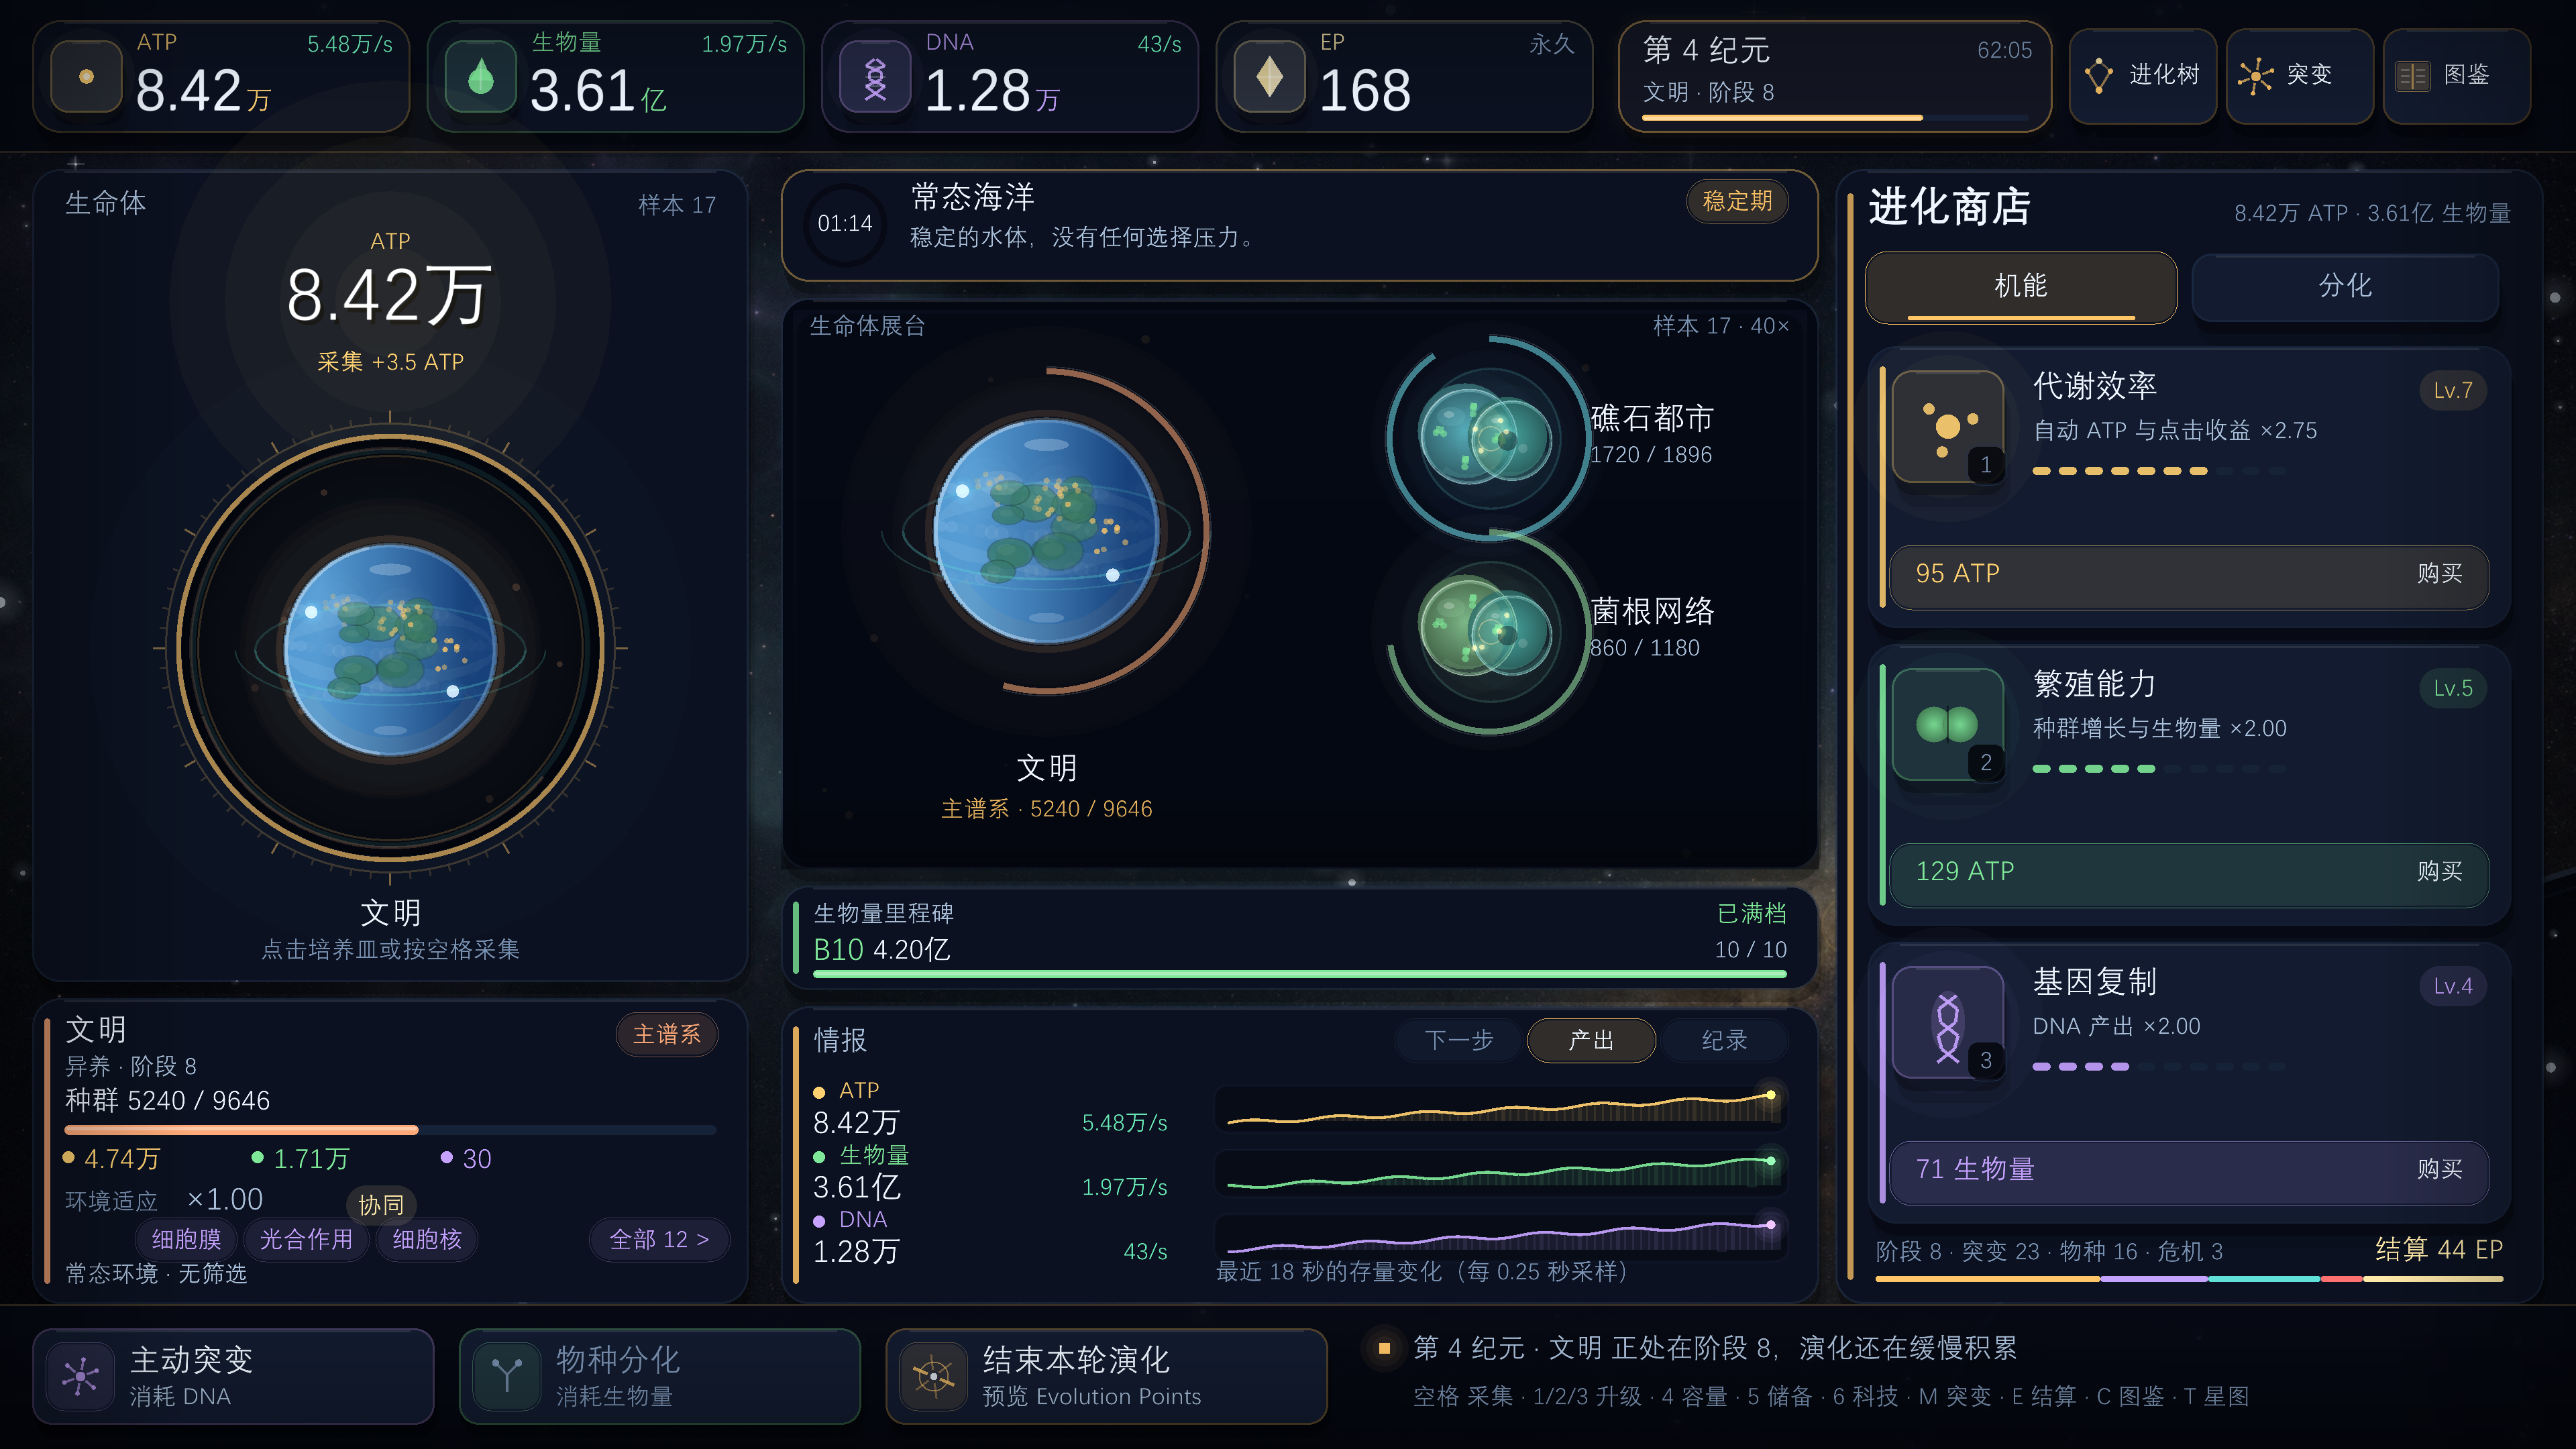 ATP 5.48万/s
8.42万
生物量 1.97万/s
3.61亿
DNA 43/s
1.28万
EP 永久
168
第 4 纪元 62:05
文明 · 阶段 8
进化树
突变
图鉴
生命体 样本 17
ATP
8.42万
采集 +3.5 ATP
文明
点击培养皿或按空格采集
文明 主谱系
异养 · 阶段 8
种群 5240 / 9646
4.74万 1.71万 30
环境适应 ×1.00 协同
细胞膜 光合作用 细胞核 全部 12 >
常态环境 · 无筛选
01:14
常态海洋 稳定期
稳定的水体，没有任何选择压力。
生命体展台 样本 17 · 40×
礁石都市
1720 / 1896
菌根网络
860 / 1180
文明
主谱系 · 5240 / 9646
生物量里程碑 已满档
B10 4.20亿 10 / 10
情报 下一步 产出 纪录
ATP
8.42万 5.48万/s
生物量
3.61亿 1.97万/s
DNA
1.28万 43/s
最近 18 秒的存量变化（每 0.25 秒采样）
进化商店 8.42万 ATP · 3.61亿 生物量
机能 分化
代谢效率 Lv.7
自动 ATP 与点击收益 ×2.75
1
95 ATP 购买
繁殖能力 Lv.5
种群增长与生物量 ×2.00
2
129 ATP 购买
基因复制 Lv.4
DNA 产出 ×2.00
3
71 生物量 购买
阶段 8 · 突变 23 · 物种 16 · 危机 3 结算 44 EP
主动突变
消耗 DNA
物种分化
消耗生物量
结束本轮演化
预览 Evolution Points
第 4 纪元 · 文明 正处在阶段 8，演化还在缓慢积累
空格 采集 · 1/2/3 升级 · 4 容量 · 5 储备 · 6 科技 · M 突变 · E 结算 · C 图鉴 · T 星图